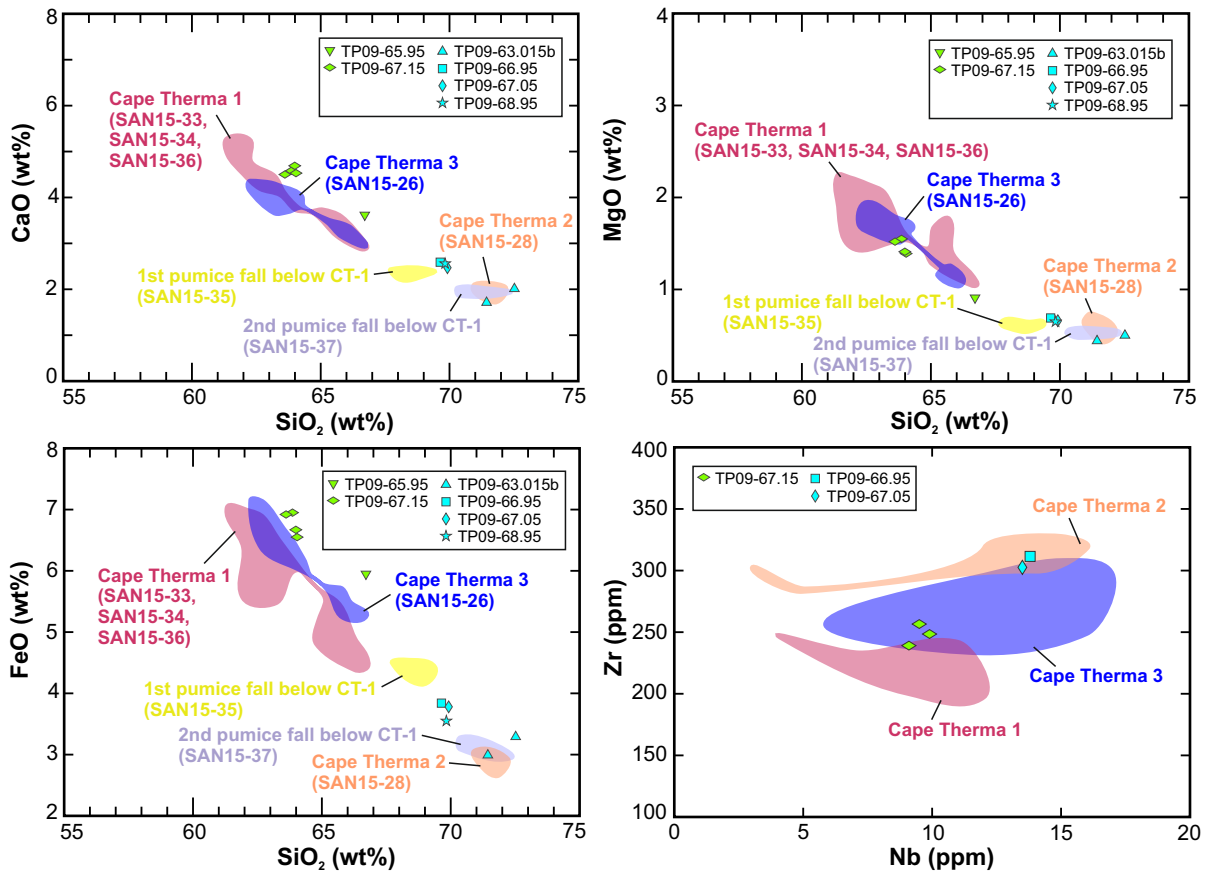 8
6
4
2
0
CaO (wt%)
55
60
65
70
75
SiO₂ (wt%)
TP09-65.95
TP09-67.15
TP09-63.015b
TP09-66.95
TP09-67.05
TP09-68.95
Cape Therma 1
(SAN15-33,
SAN15-34,
SAN15-36)
Cape Therma 3
(SAN15-26)
Cape Therma 2
(SAN15-28)
1st pumice fall below CT-1
(SAN15-35)
2nd pumice fall below CT-1
(SAN15-37)
4
3
2
1
0
MgO (wt%)
55
60
65
70
75
SiO₂ (wt%)
TP09-65.95
TP09-67.15
TP09-63.015b
TP09-66.95
TP09-67.05
TP09-68.95
Cape Therma 1
(SAN15-33, SAN15-34, SAN15-36)
Cape Therma 3
(SAN15-26)
Cape Therma 2
(SAN15-28)
1st pumice fall below CT-1
(SAN15-35)
2nd pumice fall below CT-1
(SAN15-37)
8
7
6
5
4
3
2
FeO (wt%)
55
60
65
70
75
SiO₂ (wt%)
TP09-65.95
TP09-67.15
TP09-63.015b
TP09-66.95
TP09-67.05
TP09-68.95
Cape Therma 1
(SAN15-33,
SAN15-34,
SAN15-36)
Cape Therma 3
(SAN15-26)
1st pumice fall below CT-1
(SAN15-35)
2nd pumice fall below CT-1
(SAN15-37)
Cape Therma 2
(SAN15-28)
400
350
300
250
200
150
100
Zr (ppm)
0
5
10
15
20
Nb (ppm)
TP09-67.15
TP09-66.95
TP09-67.05
Cape Therma 2
Cape Therma 3
Cape Therma 1